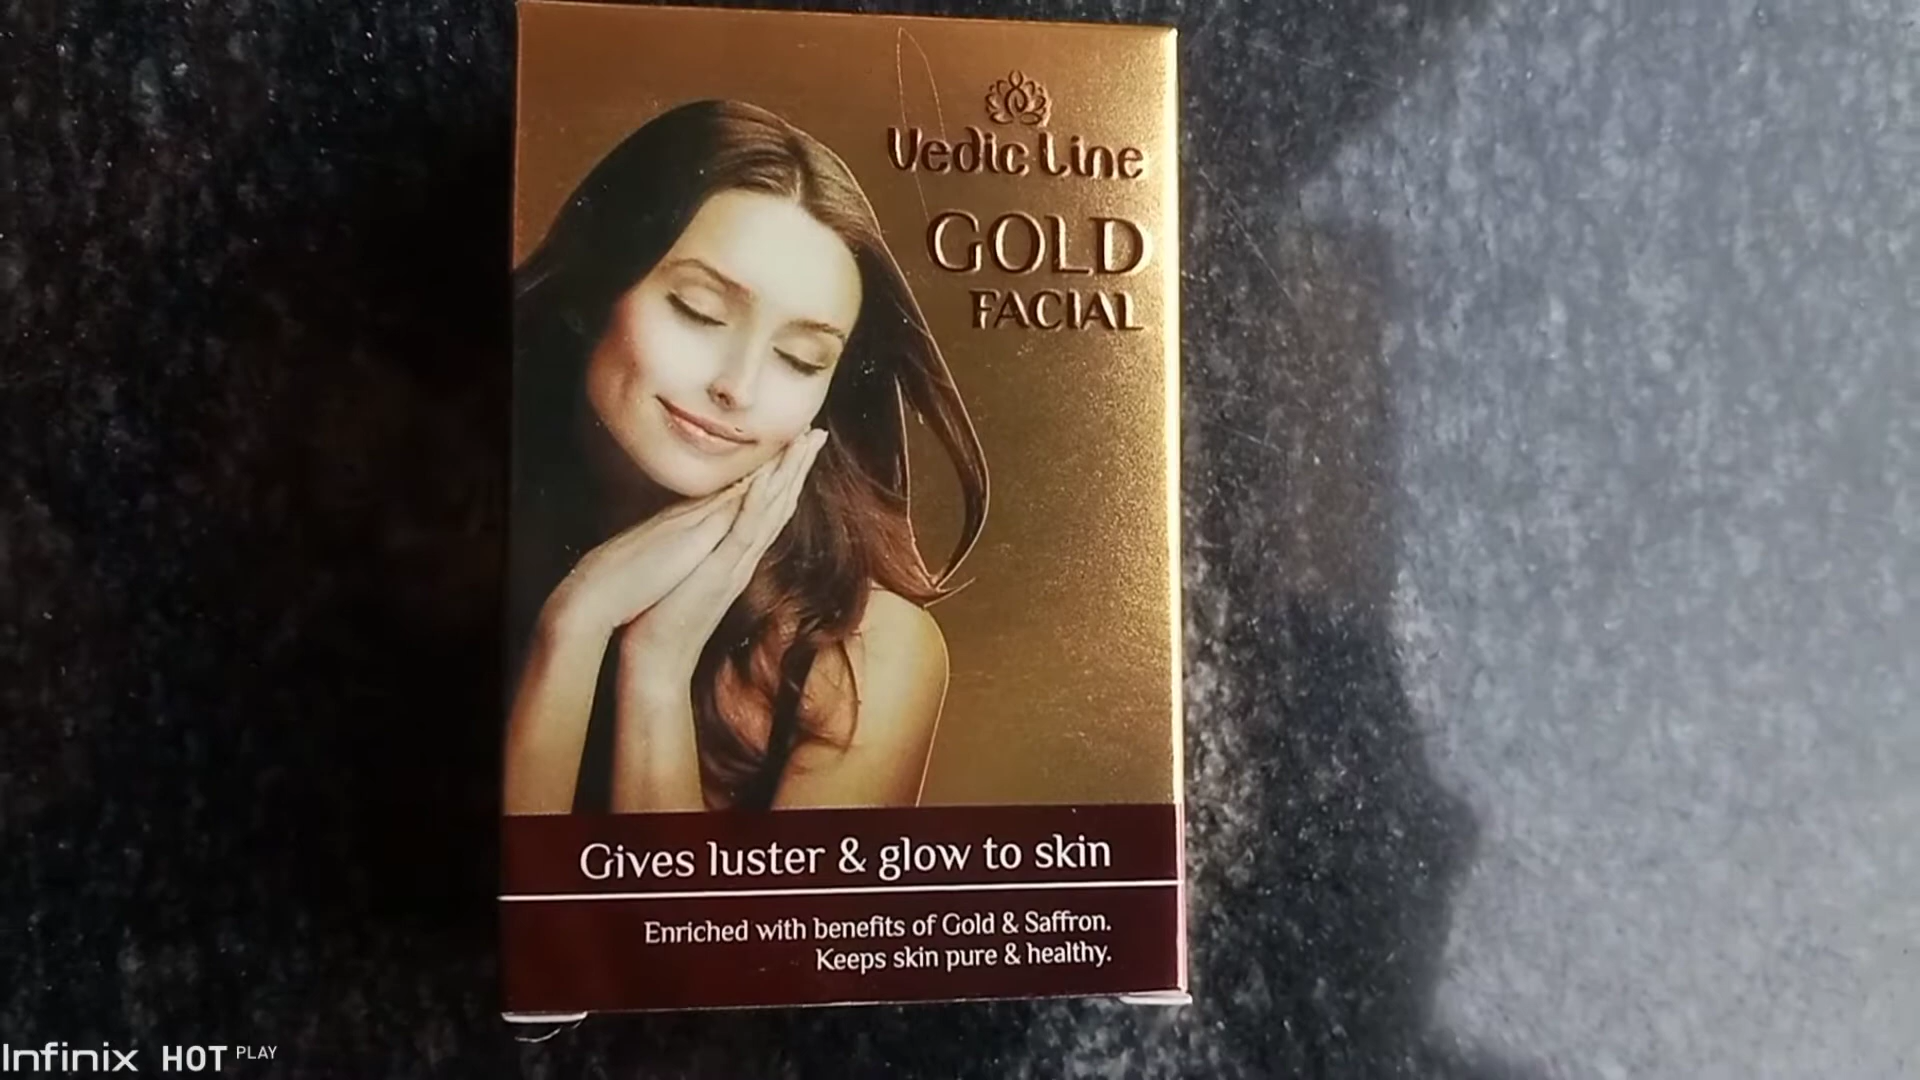 Vedic Line
GOLD
FACIAL
Gives luster & glow to skin
Enriched with benefits of Gold & Saffron.
Keeps skin pure & healthy.
Infinix HOT PLAY